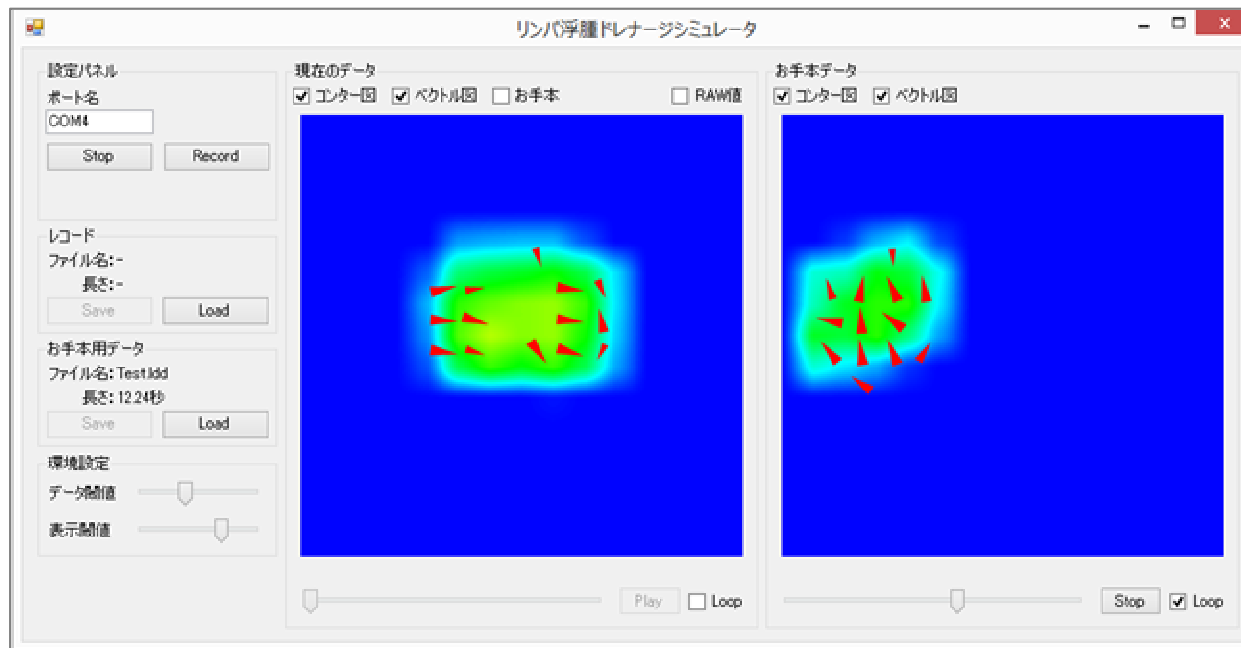 リンパ浮腫ドレナージシミュレータ
設定パネル
ポート名
COM4
Stop Record
レコード
ファイル名:-
長さ:-
Save Load
お手本用データ
ファイル名:Test.ldd
長さ:12.24秒
Save Load
環境設定
データ閾値
表示閾値
現在のデータ
コンター図 ベクトル図 お手本 RAW値
Play Loop
お手本データ
コンター図 ベクトル図
Stop Loop